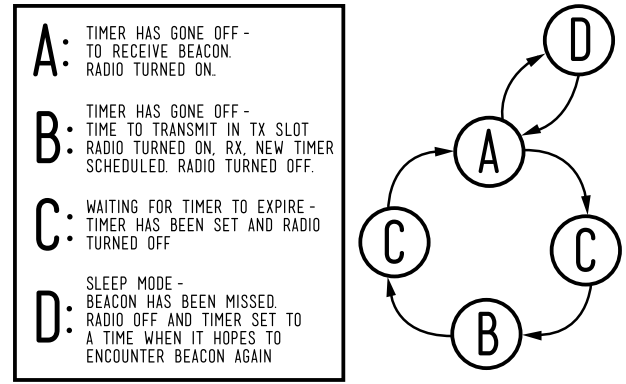 A: TIMER HAS GONE OFF -
TO RECEIVE BEACON.
RADIO TURNED ON.
B: TIMER HAS GONE OFF -
TIME TO TRANSMIT IN TX SLOT
RADIO TURNED ON, RX, NEW TIMER
SCHEDULED. RADIO TURNED OFF.
C: WAITING FOR TIMER TO EXPIRE -
TIMER HAS BEEN SET AND RADIO
TURNED OFF
D: SLEEP MODE -
BEACON HAS BEEN MISSED.
RADIO OFF AND TIMER SET TO
A TIME WHEN IT HOPES TO
ENCOUNTER BEACON AGAIN
D
A
C
C
B